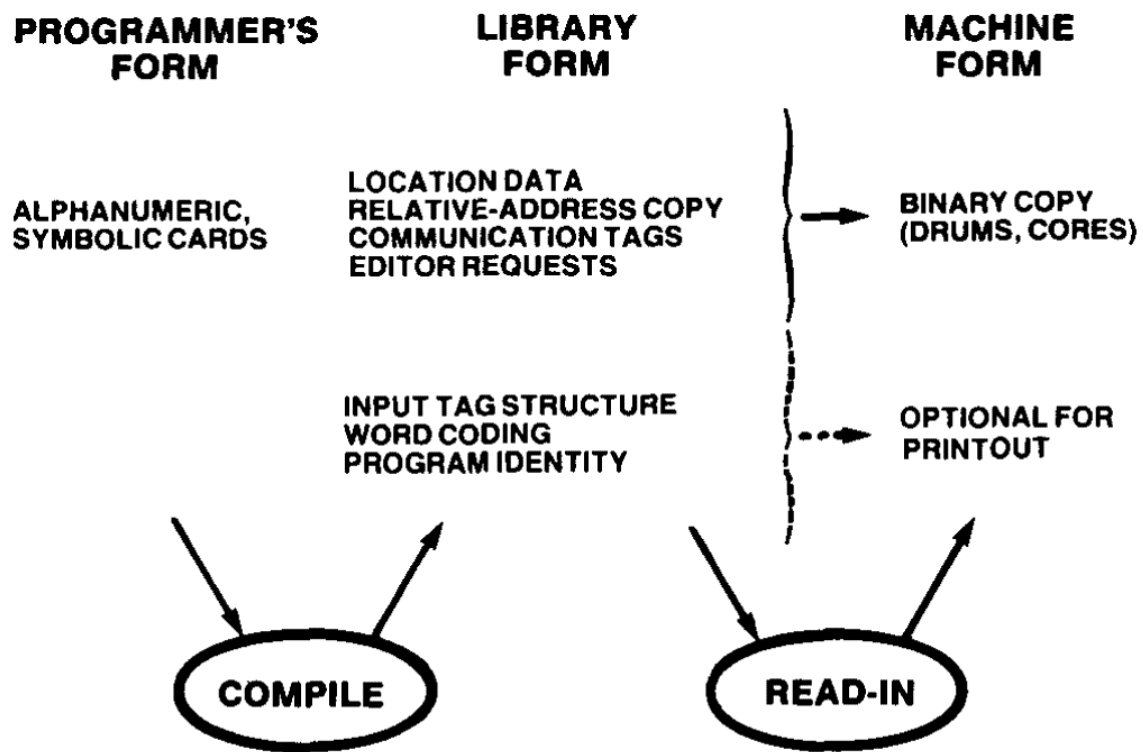 PROGRAMMER'S
FORM
LIBRARY
FORM
MACHINE
FORM
ALPHANUMERIC,
SYMBOLIC CARDS
LOCATION DATA
RELATIVE-ADDRESS COPY
COMMUNICATION TAGS
EDITOR REQUESTS
BINARY COPY
(DRUMS, CORES)
INPUT TAG STRUCTURE
WORD CODING
PROGRAM IDENTITY
OPTIONAL FOR
PRINTOUT
COMPILE
READ-IN